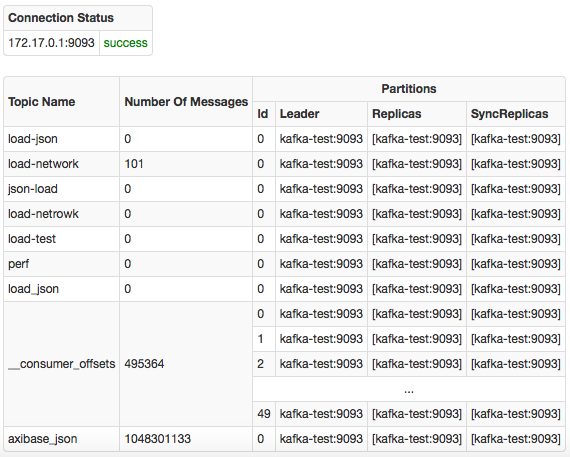 Connection Status
172.17.0.1:9093 success
Topic Name Number Of Messages Partitions
Id Leader Replicas SyncReplicas
load-json 0 0 kafka-test:9093 [kafka-test:9093] [kafka-test:9093]
load-network 101 0 kafka-test:9093 [kafka-test:9093] [kafka-test:9093]
json-load 0 0 kafka-test:9093 [kafka-test:9093] [kafka-test:9093]
load-netrowk 0 0 kafka-test:9093 [kafka-test:9093] [kafka-test:9093]
load-test 0 0 kafka-test:9093 [kafka-test:9093] [kafka-test:9093]
perf 0 0 kafka-test:9093 [kafka-test:9093] [kafka-test:9093]
load_json 0 0 kafka-test:9093 [kafka-test:9093] [kafka-test:9093]
0 kafka-test:9093 [kafka-test:9093] [kafka-test:9093]
1 kafka-test:9093 [kafka-test:9093] [kafka-test:9093]
__consumer_offsets 495364 2 kafka-test:9093 [kafka-test:9093] [kafka-test:9093]
...
49 kafka-test:9093 [kafka-test:9093] [kafka-test:9093]
axibase_json 1048301133 0 kafka-test:9093 [kafka-test:9093] [kafka-test:9093]